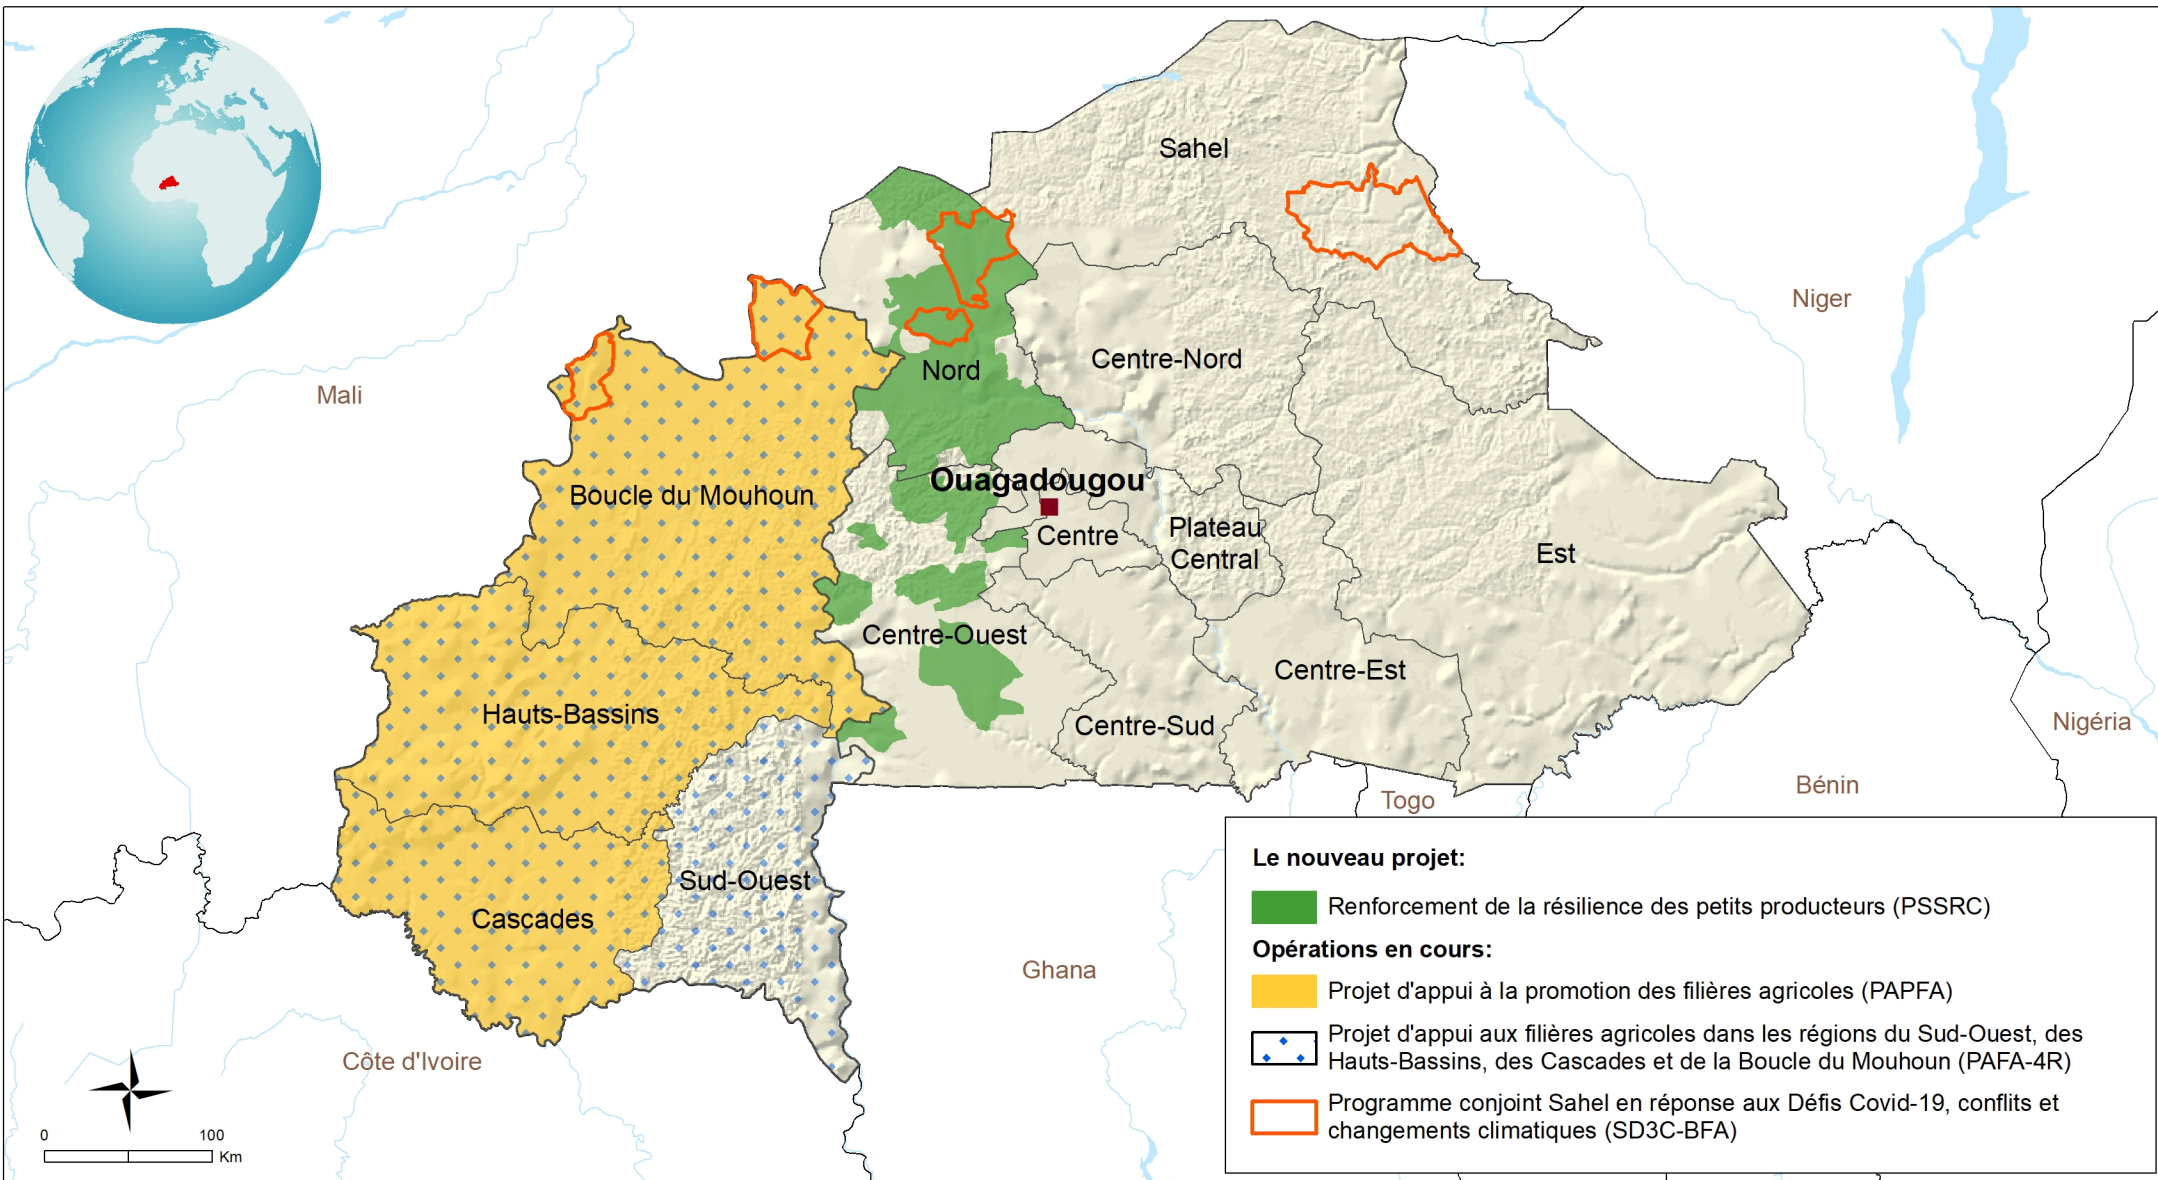 Sahel
Niger
Mali
Centre-Nord
Nord
Ouagadougou
Boucle du Mouhoun
Centre
Plateau
Central
Est
Centre-Ouest
Centre-Est
Hauts-Bassins
Centre-Sud
Nigéria
Togo
Bénin
Sud-Ouest
Cascades
Ghana
Côte d'Ivoire
0 100
Km
Le nouveau projet:
Renforcement de la résilience des petits producteurs (PSSRC)
Opérations en cours:
Projet d'appui à la promotion des filières agricoles (PAPFA)
Projet d'appui aux filières agricoles dans les régions du Sud-Ouest, des
Hauts-Bassins, des Cascades et de la Boucle du Mouhoun (PAFA-4R)
Programme conjoint Sahel en réponse aux Défis Covid-19, conflits et
changements climatiques (SD3C-BFA)